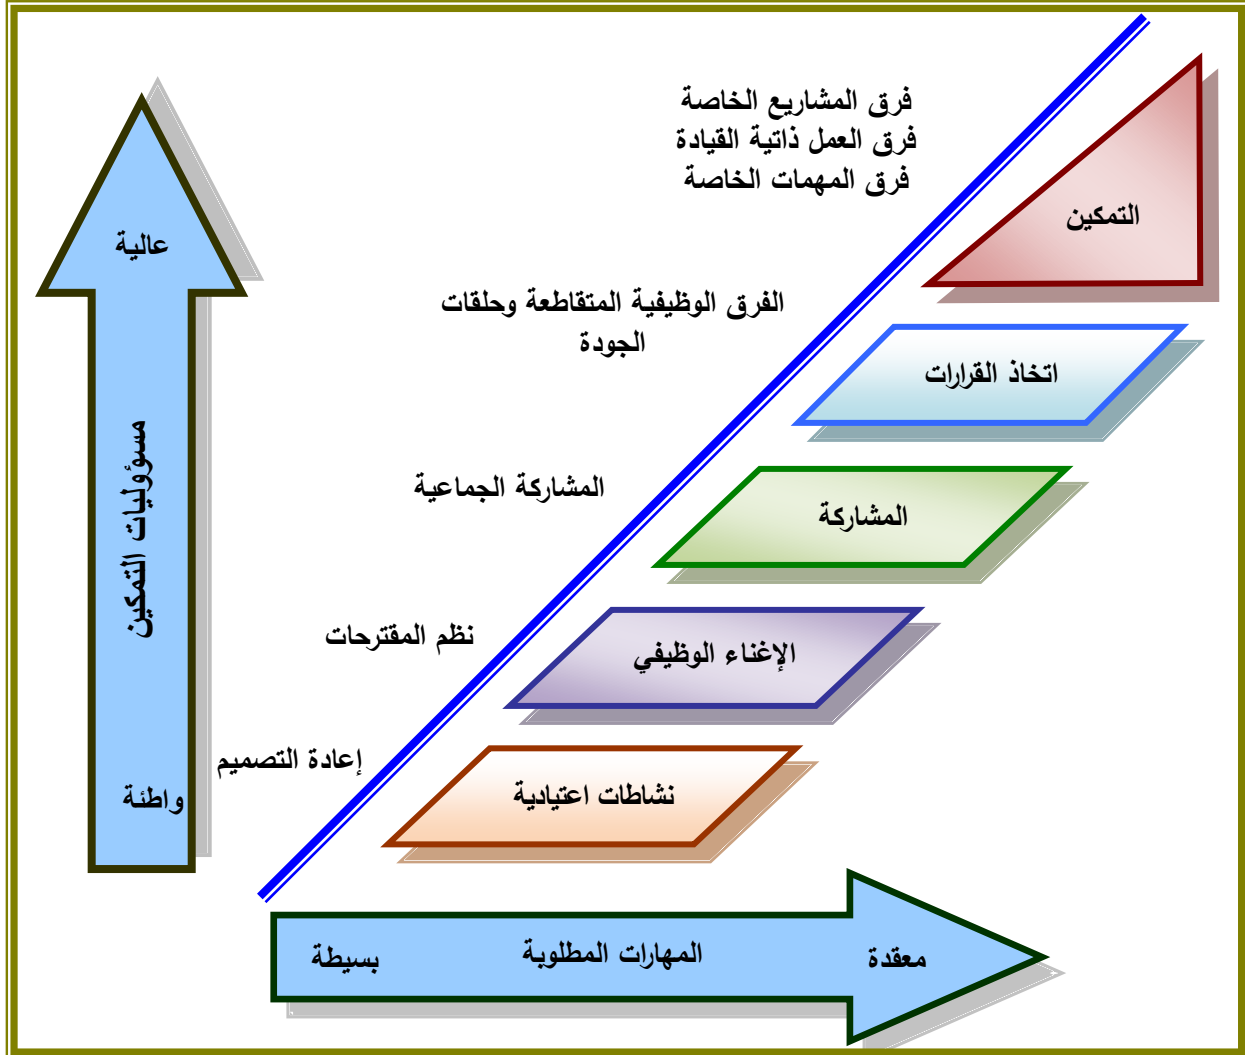 فرق المشاريع الخاصة
فرق العمل ذاتية القيادة
فرق المهمات الخاصة
التمكين
عالية
الفرق الوظيفية المتقاطعة وحلقات
الجودة
اتخاذ القرارات
المشاركة الجماعية
المشاركة
مسؤوليات التمكين
نظم المقترحات
الإغناء الوظيفي
إعادة التصميم
نشاطات اعتيادية
واطئة
بسيطة
المهارات المطلوبة
معقدة